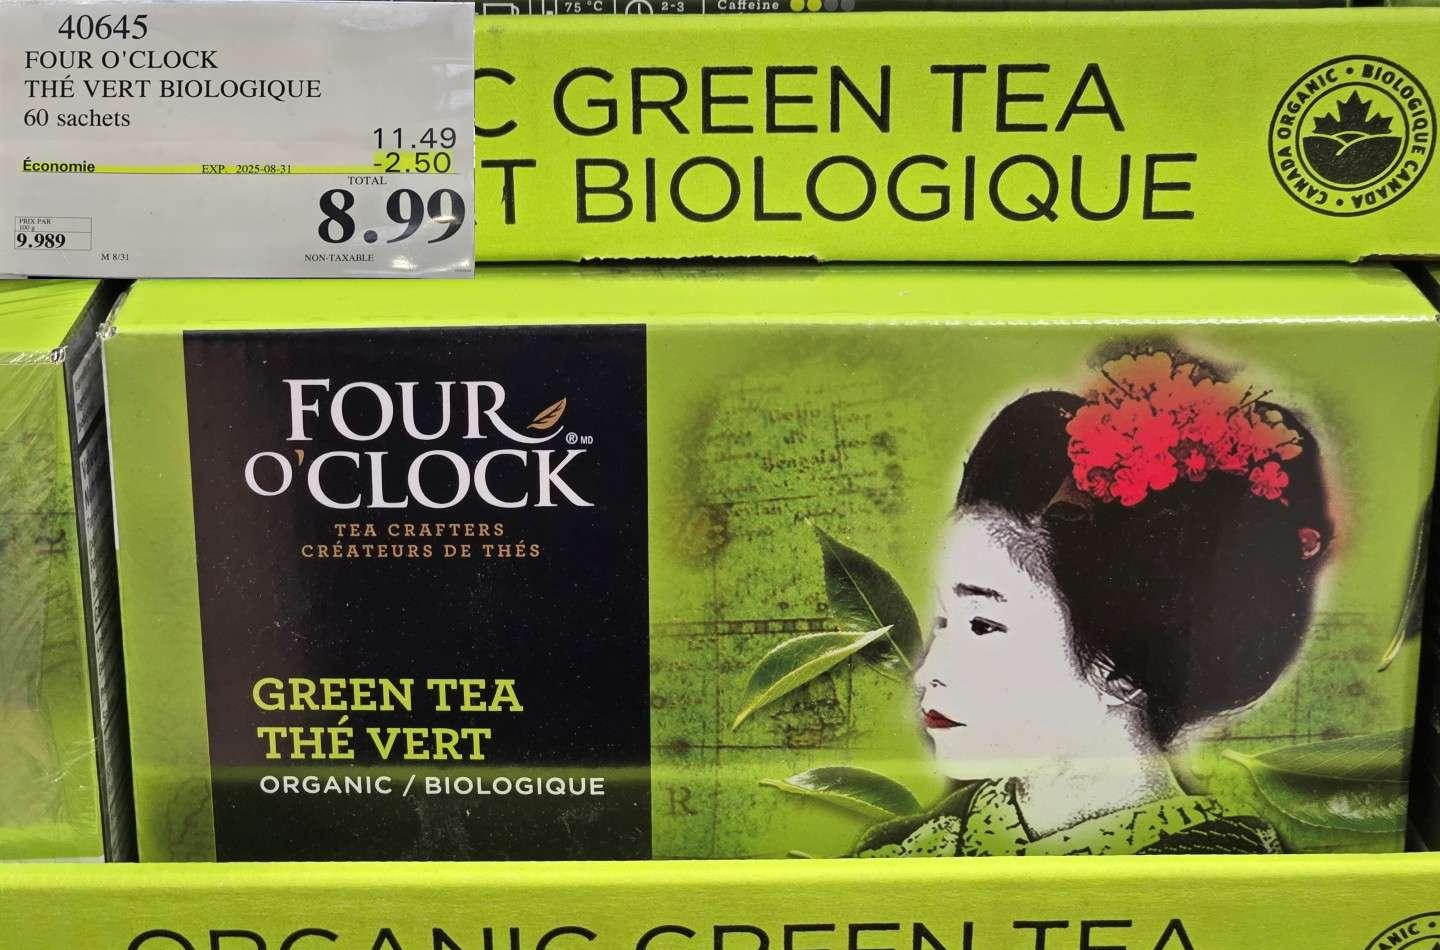 40645
FOUR O'CLOCK
THÉ VERT BIOLOGIQUE
60 sachets
11.49
Économie EXP. 2025-08-31 -2.50
TOTAL
8.99
PRIX PAR
100 g
9.989
M 8/31 NON-TAXABLE
75 °C 2-3 Caffeine
C GREEN TEA
T BIOLOGIQUE
CANADA ORGANIC • BIOLOGIQUE CANADA •
FOUR
O'CLOCK ® MD
TEA CRAFTERS
CRÉATEURS DE THÉS
GREEN TEA
THÉ VERT
ORGANIC / BIOLOGIQUE
Bengala
R
ORGANIC GREEN TEA